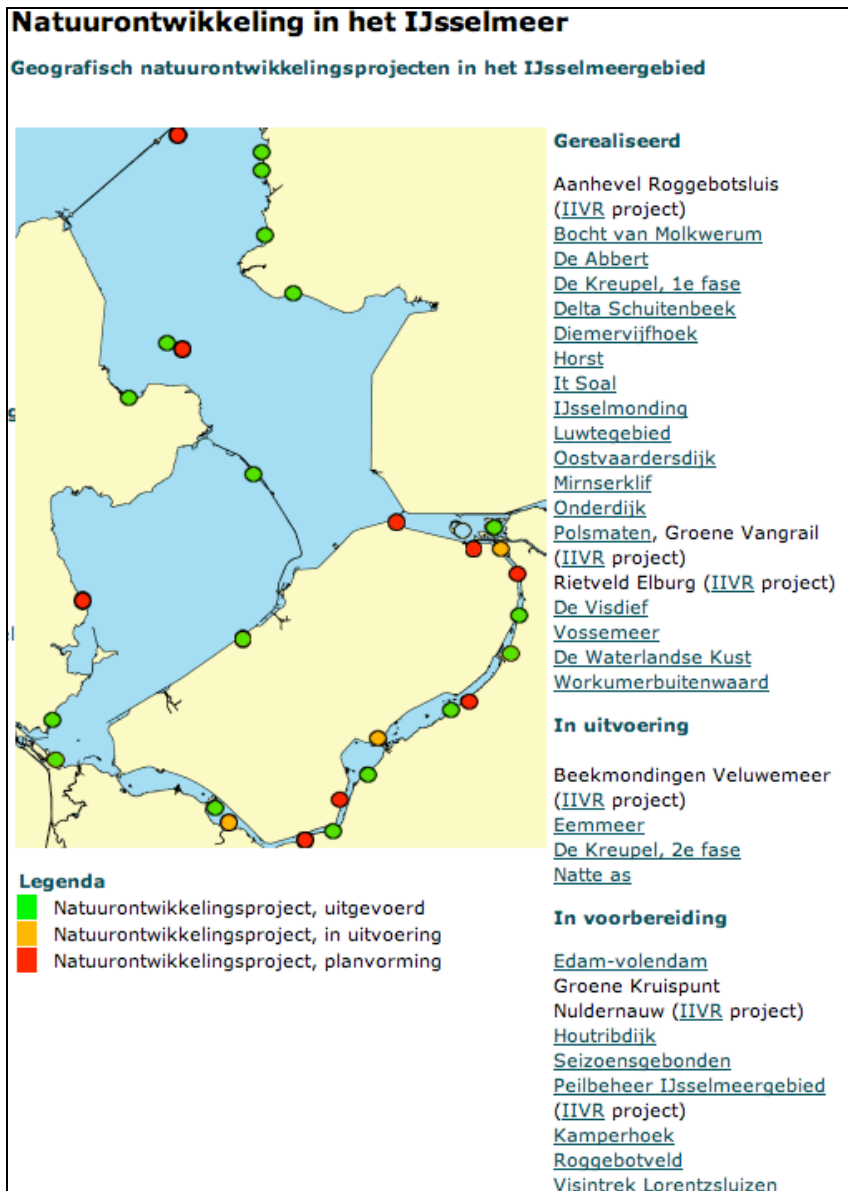 Natuurontwikkeling in het IJsselmeer
Geografisch natuurontwikkelingsprojecten in het IJsselmeergebied
Gerealiseerd
Aanhevel Roggebotsluis
(IIVR project)
Bocht van Molkwerum
De Abbert
De Kreupel, 1e fase
Delta Schuitenbeek
Diemervijfhoek
Horst
It Soal
IJsselmonding
Luwtegebied
Oostvaardersdijk
Mirnserklif
Onderdijk
Polsmaten, Groene Vangrail
(IIVR project)
Rietveld Elburg (IIVR project)
De Visdief
Vossemeer
De Waterlandse Kust
Workumerbuitenwaard
In uitvoering
Beekmondingen Veluwemeer
(IIVR project)
Eemmeer
De Kreupel, 2e fase
Natte as
In voorbereiding
Edam-volendam
Groene Kruispunt
Nuldernauw (IIVR project)
Houtribdijk
Seizoensgebonden
Peilbeheer IJsselmeergebied
(IIVR project)
Kamperhoek
Roggebotveld
Visintrek Lorentzsluizen
Legenda
Natuurontwikkelingsproject, uitgevoerd
Natuurontwikkelingsproject, in uitvoering
Natuurontwikkelingsproject, planvorming